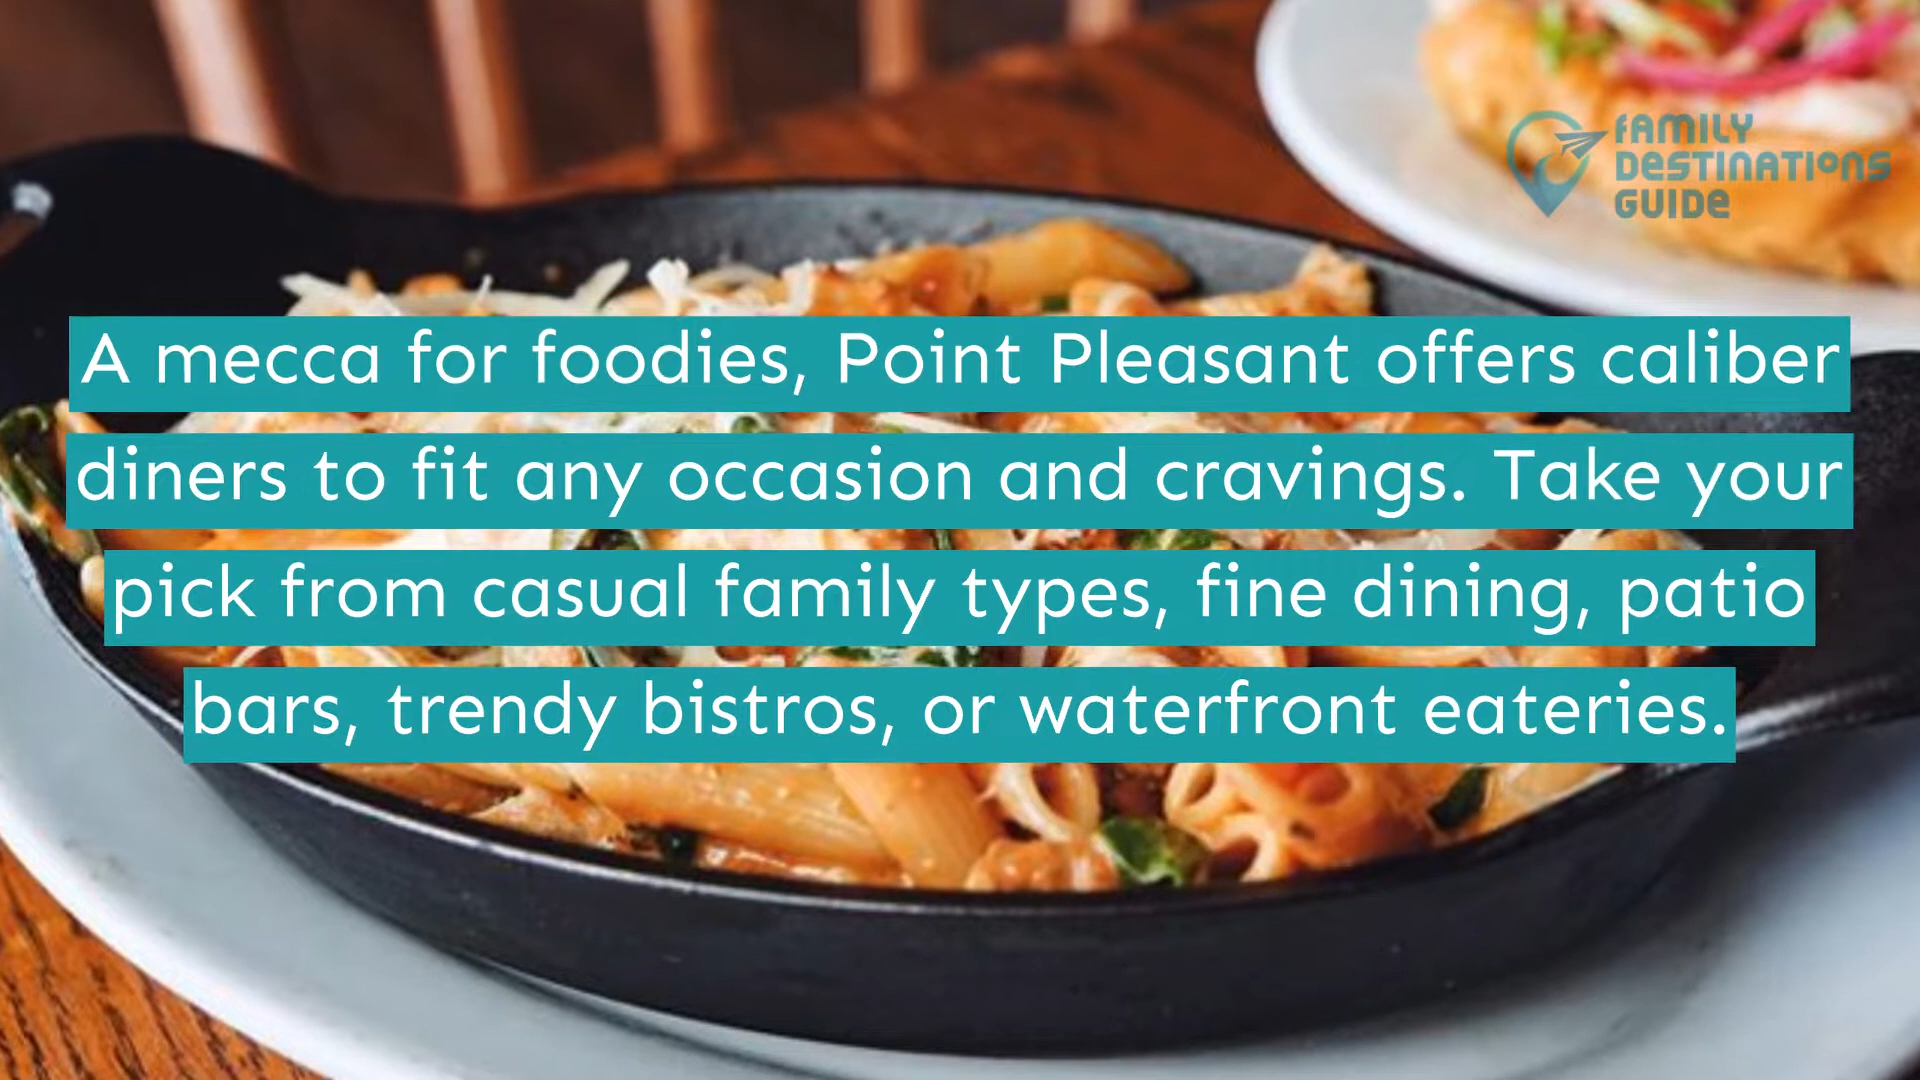 FAMILY
DESTINATIONS
GUIDE
A mecca for foodies, Point Pleasant offers caliber
diners to fit any occasion and cravings. Take your
pick from casual family types, fine dining, patio
bars, trendy bistros, or waterfront eateries.